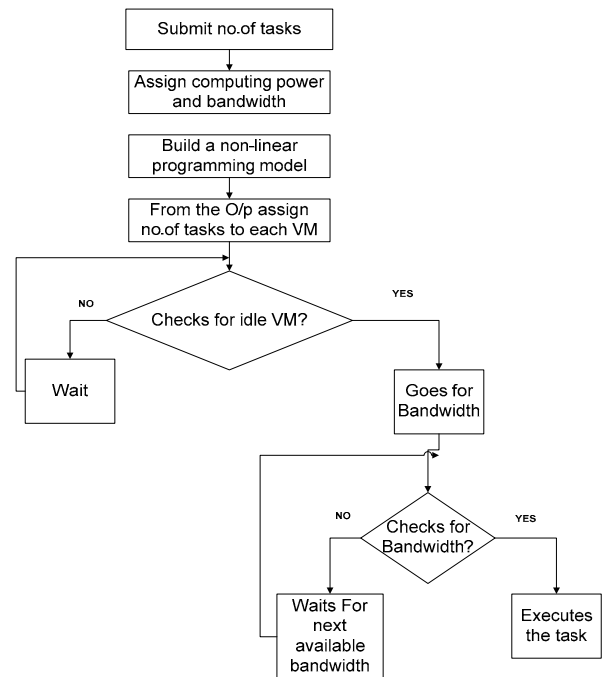 Submit no.of tasks
Assign computing power
and bandwidth
Build a non-linear
programming model
From the O/p assign
no.of tasks to each VM
NO
YES
Checks for idle VM?
Wait
Goes for
Bandwidth
NO
YES
Checks for
Bandwidth?
Waits For
next
available
bandwidth
Executes
the task